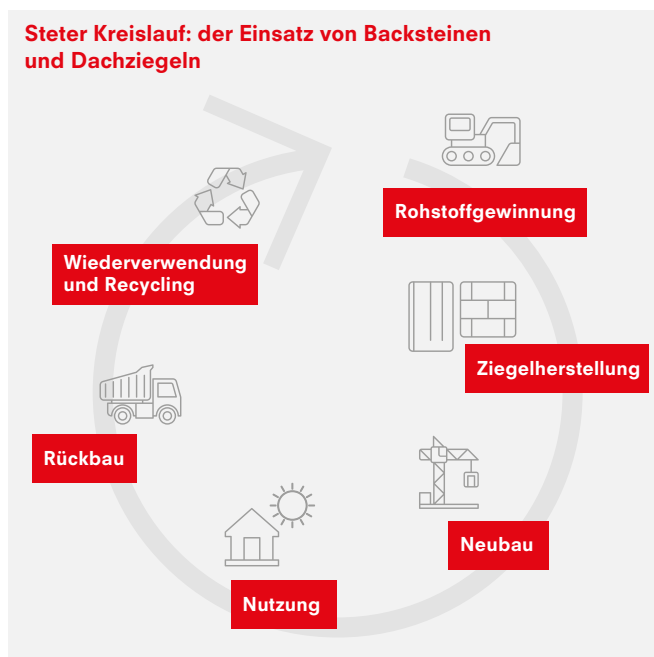 Steter Kreislauf: der Einsatz von Backsteinen
und Dachziegeln
Rohstoffgewinnung
Ziegelherstellung
Neubau
Nutzung
Rückbau
Wiederverwendung
und Recycling